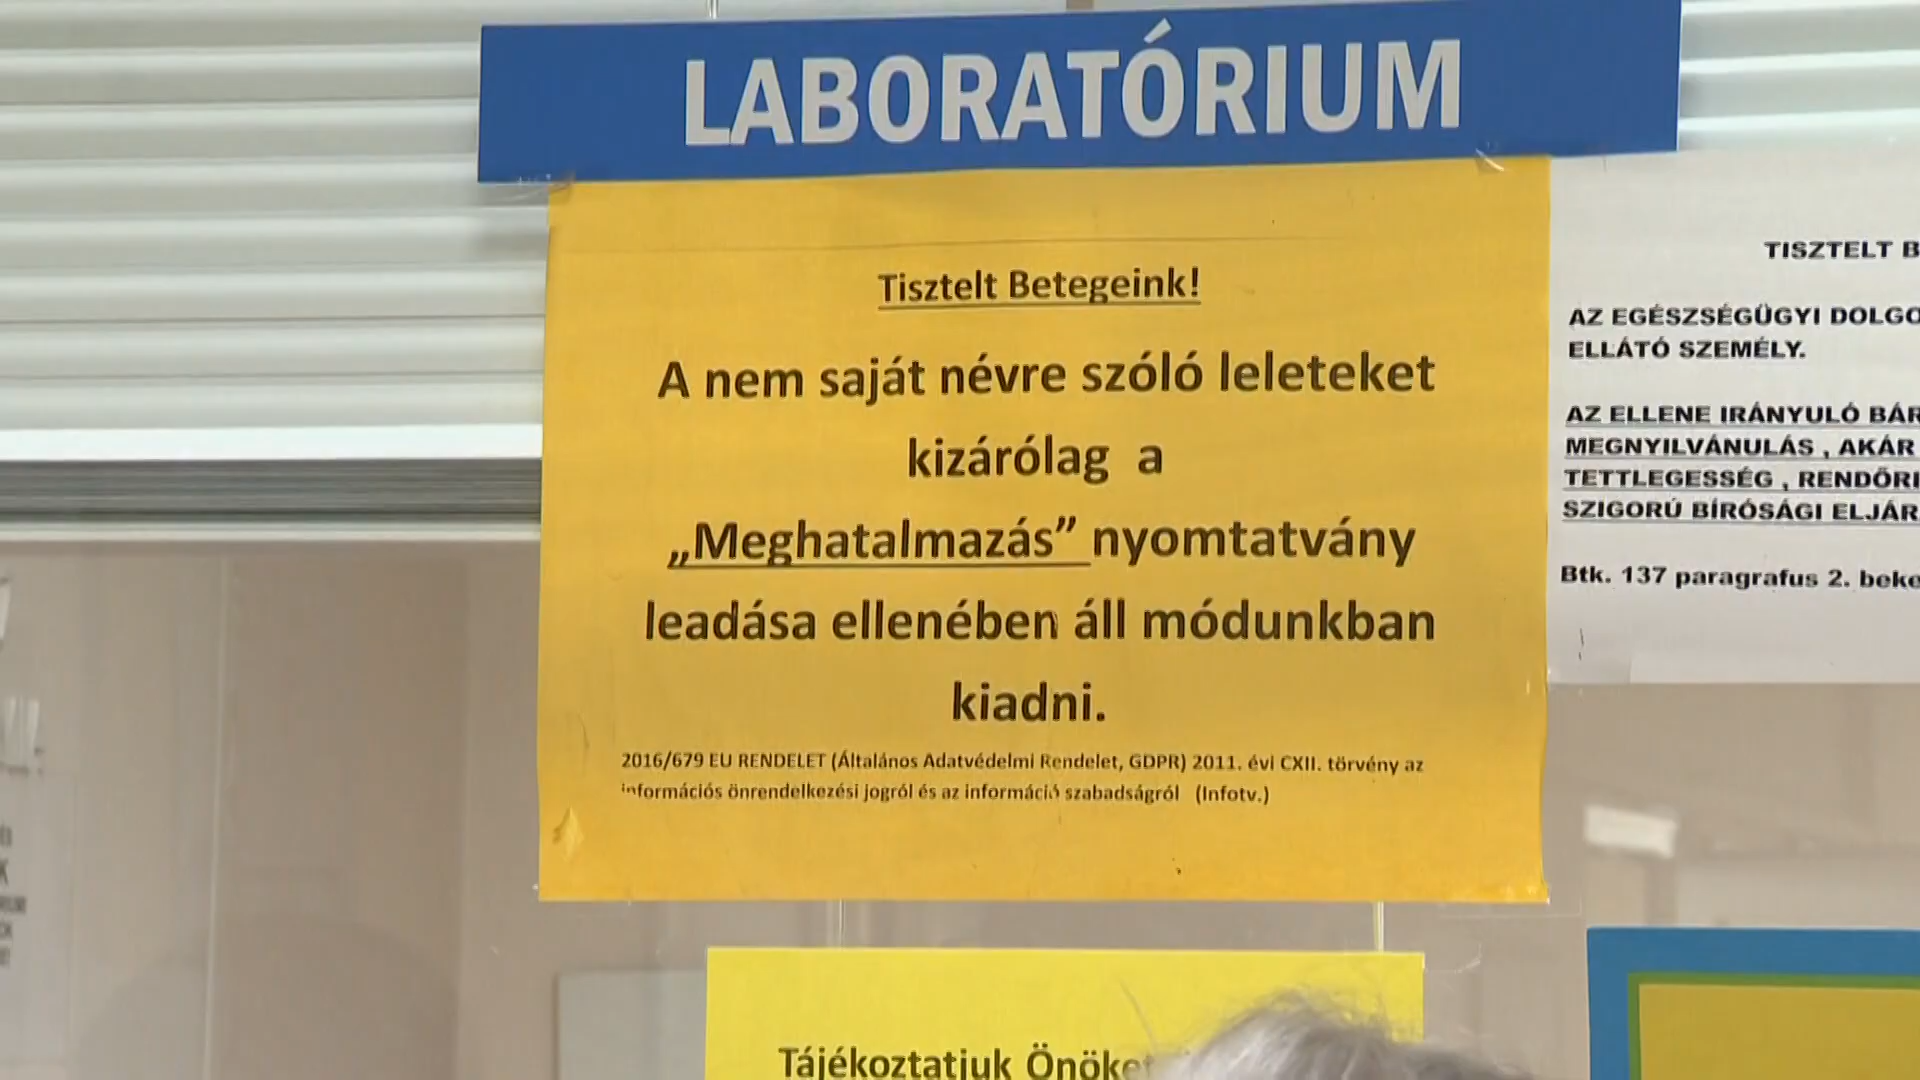 LABORATÓRIUM
Tisztelt Betegeink!
A nem saját névre szóló leleteket
kizárólag a
„Meghatalmazás” nyomtatvány
leadása ellenében áll módunkban
kiadni.
2016/679 EU RENDELET (Általános Adatvédelmi Rendelet, GDPR) 2011. évi CXII. törvény az
információs önrendelkezési jogról és az információ szabadságról (Infotv.)
TISZTELT B
AZ EGÉSZSÉGÜGYI DOLGO
ELLÁTÓ SZEMÉLY.
AZ ELLENE IRÁNYULÓ BÁR
MEGNYILVÁNULÁS , AKÁR
TETTLEGESSÉG , RENDŐRI
SZIGORÚ BÍRÓSÁGI ELJÁR
Btk. 137 paragrafus 2. beke
Tájékoztatjuk Önöket